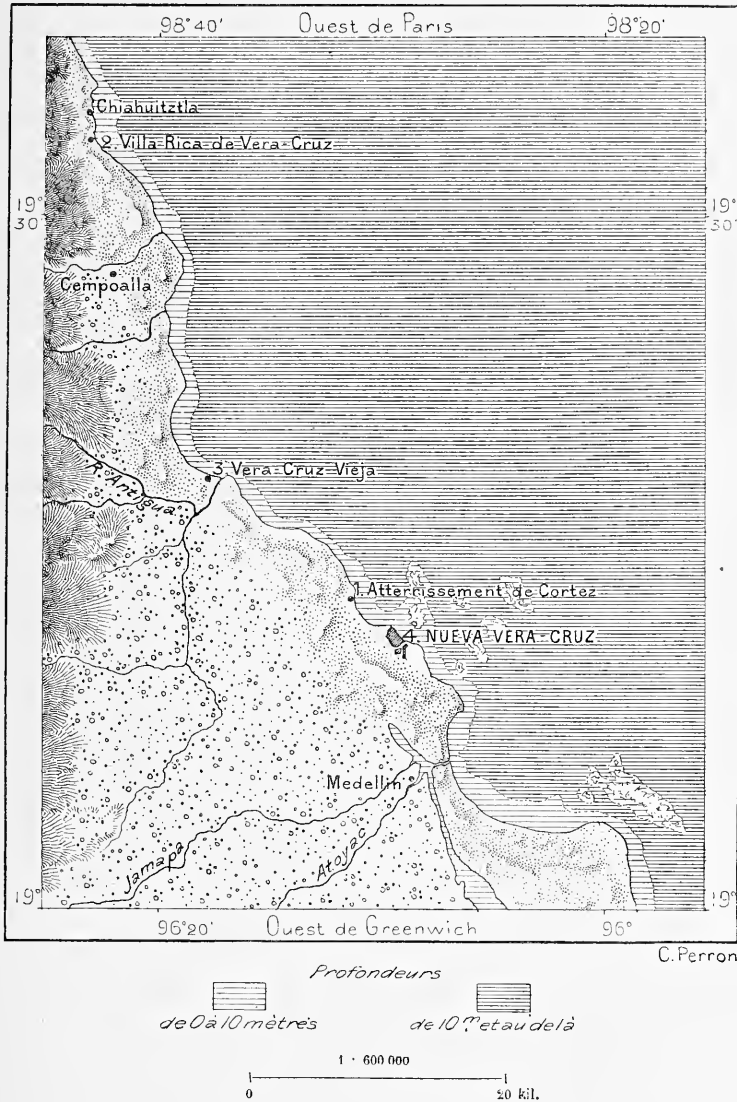 98°40' Ouest de Paris 98°20'
Chiahuitztla
2. Villa-Rica-de-Vera-Cruz
19°
30'
19°
30'
Cempoalla
3. Vera-Cruz-Vieja
R. Antigua
1. Atterrissement de Cortez
4. NUEVA VERA-CRUZ
Medellin
Jamapa
Atoyac
19°
19°
96°20' Ouest de Greenwich 96°
C. Perron
Profondeurs
de 0 à 10 mètres
de 10 m et au delà
1 : 600 000
0 20 kil.